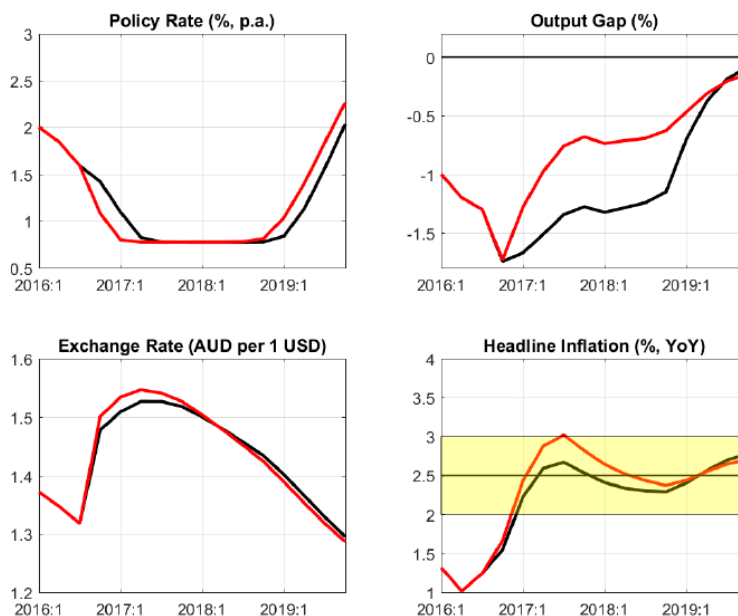 Policy Rate (%, p.a.)
3
2.5
2
1.5
1
0.5
2016:1 2017:1 2018:1 2019:1
Output Gap (%)
0
-0.5
-1
-1.5
2016:1 2017:1 2018:1 2019:1
Exchange Rate (AUD per 1 USD)
1.6
1.5
1.4
1.3
1.2
2016:1 2017:1 2018:1 2019:1
Headline Inflation (%, YoY)
4
3.5
3
2.5
2
1.5
1
2016:1 2017:1 2018:1 2019:1